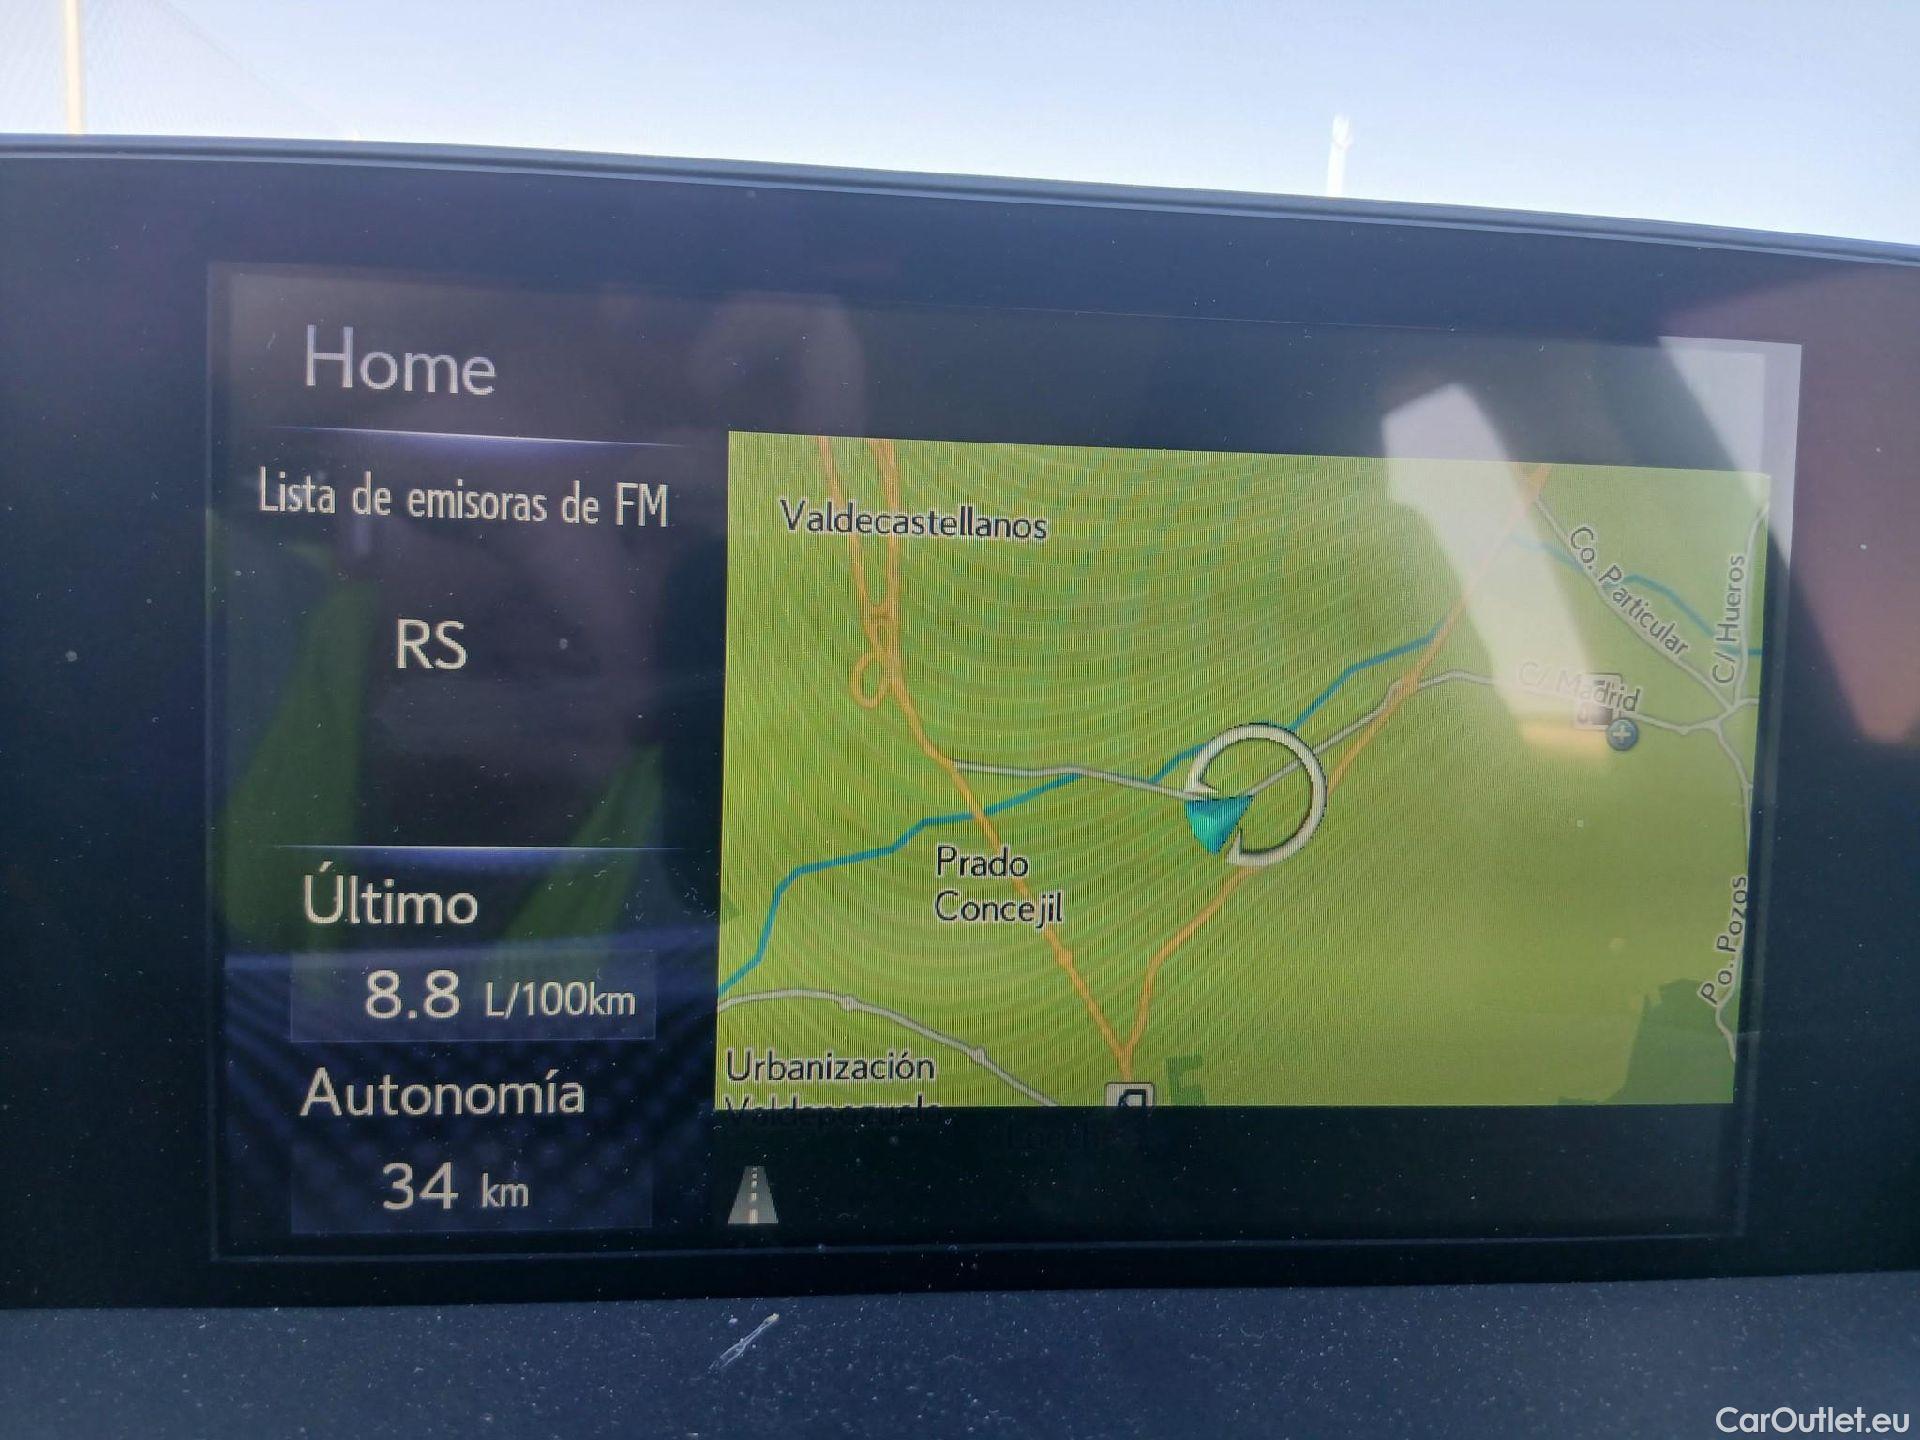 Home
Lista de emisoras de FM
RS
Último
8.8 L/100km
Autonomía
34 km
Valdecastellanos
Co. Particular
C/ Hueros
C/ Madrid
Prado
Concejil
Po. Pozos
Urbanización
CarOutlet.eu